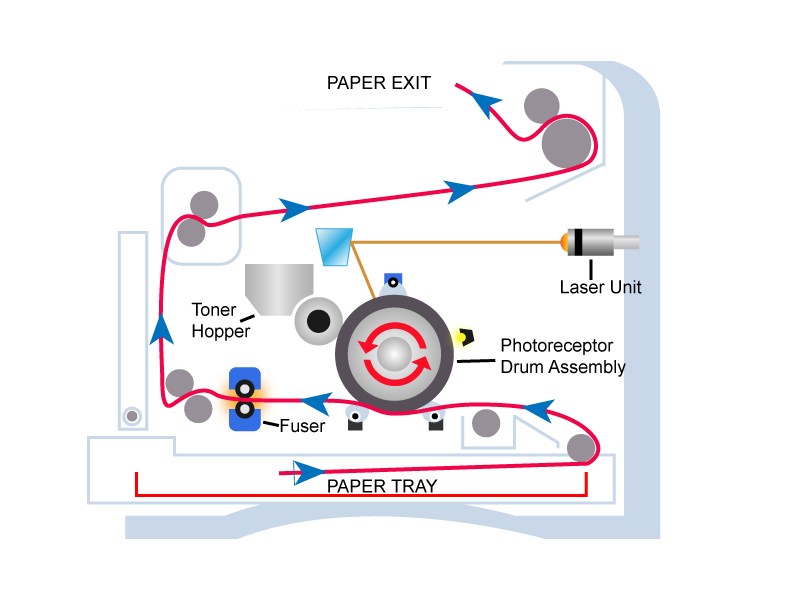 PAPER EXIT
Laser Unit
Toner
Hopper
Photoreceptor
Drum Assembly
Fuser
PAPER TRAY